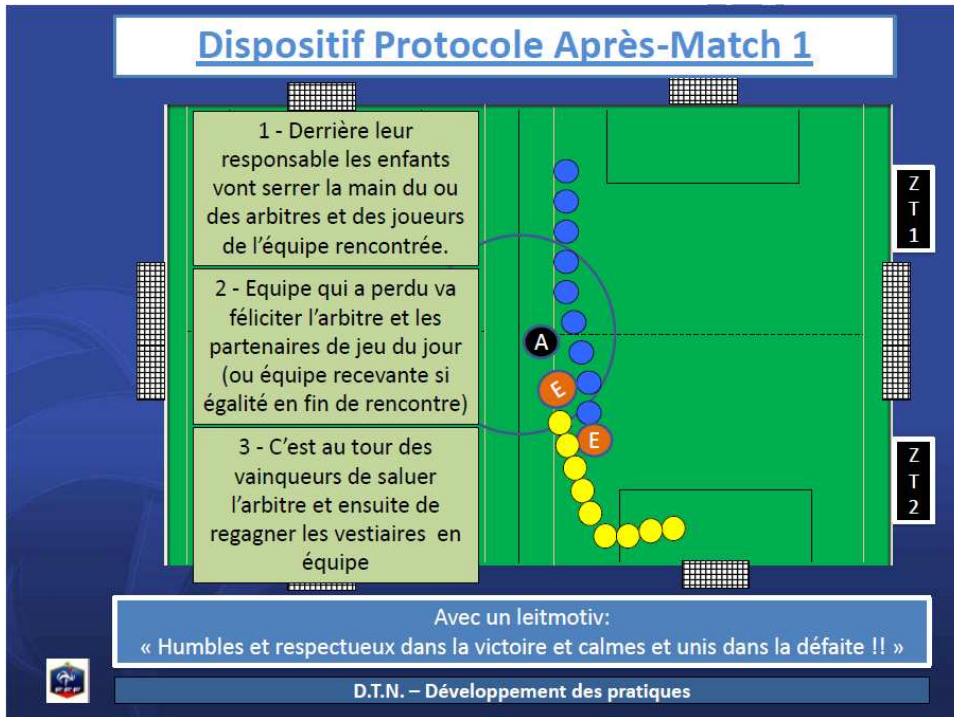 Dispositif Protocole Après-Match 1
1 - Derrière leur
responsable les enfants
vont serrer la main du ou
des arbitres et des joueurs
de l’équipe rencontrée.
2 - Equipe qui a perdu va
féliciter l’arbitre et les
partenaires de jeu du jour
(ou équipe recevante si
égalité en fin de rencontre)
3 - C’est au tour des
vainqueurs de saluer
l’arbitre et ensuite de
regagner les vestiaires en
équipe
A
E
E
Z
T
1
Z
T
2
Avec un leitmotiv:
« Humbles et respectueux dans la victoire et calmes et unis dans la défaite !! »
FFF
D.T.N. – Développement des pratiques